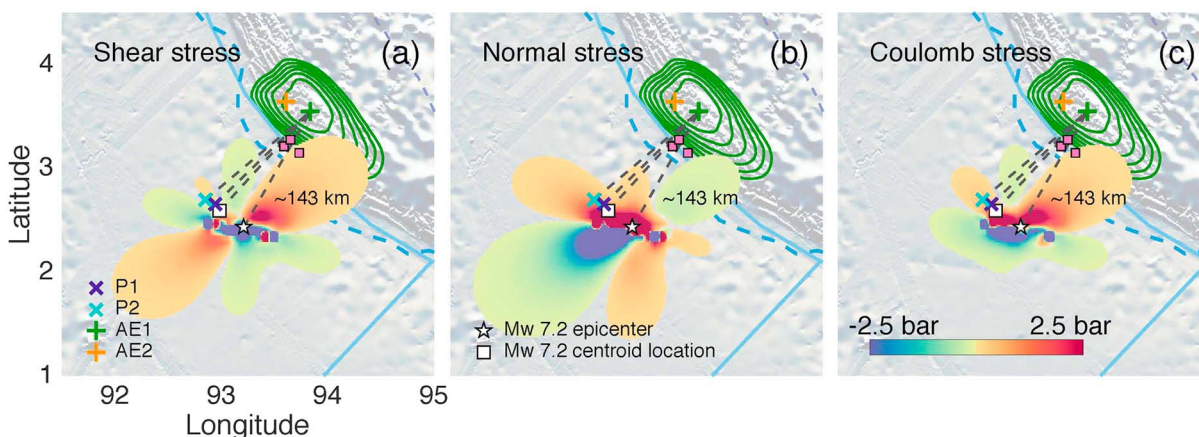 Shear stress (a)
Normal stress (b)
Coulomb stress (c)
4
3
2
1
Latitude
~143 km
~143 km
~143 km
P1
P2
AE1
AE2
Mw 7.2 epicenter
Mw 7.2 centroid location
-2.5 bar 2.5 bar
92 93 94 95
Longitude